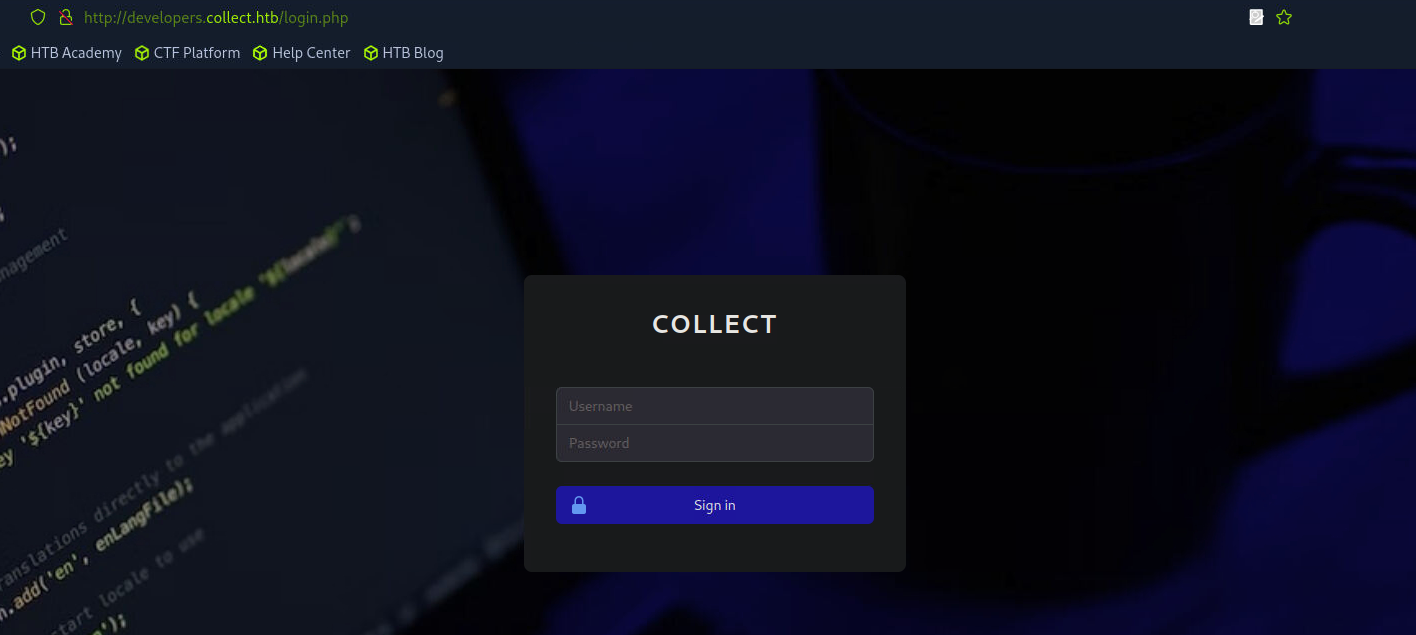 http://developers.collect.htb/login.php
HTB Academy CTF Platform Help Center HTB Blog
);
nagement
.plugin, store, {
NotFound (locale, key) {
ey '${key}' not found for locale '${locale}'
ranslations directly to the application
.add('en', enLangFile);
start locale to use
');
COLLECT
Username
Password
Sign in